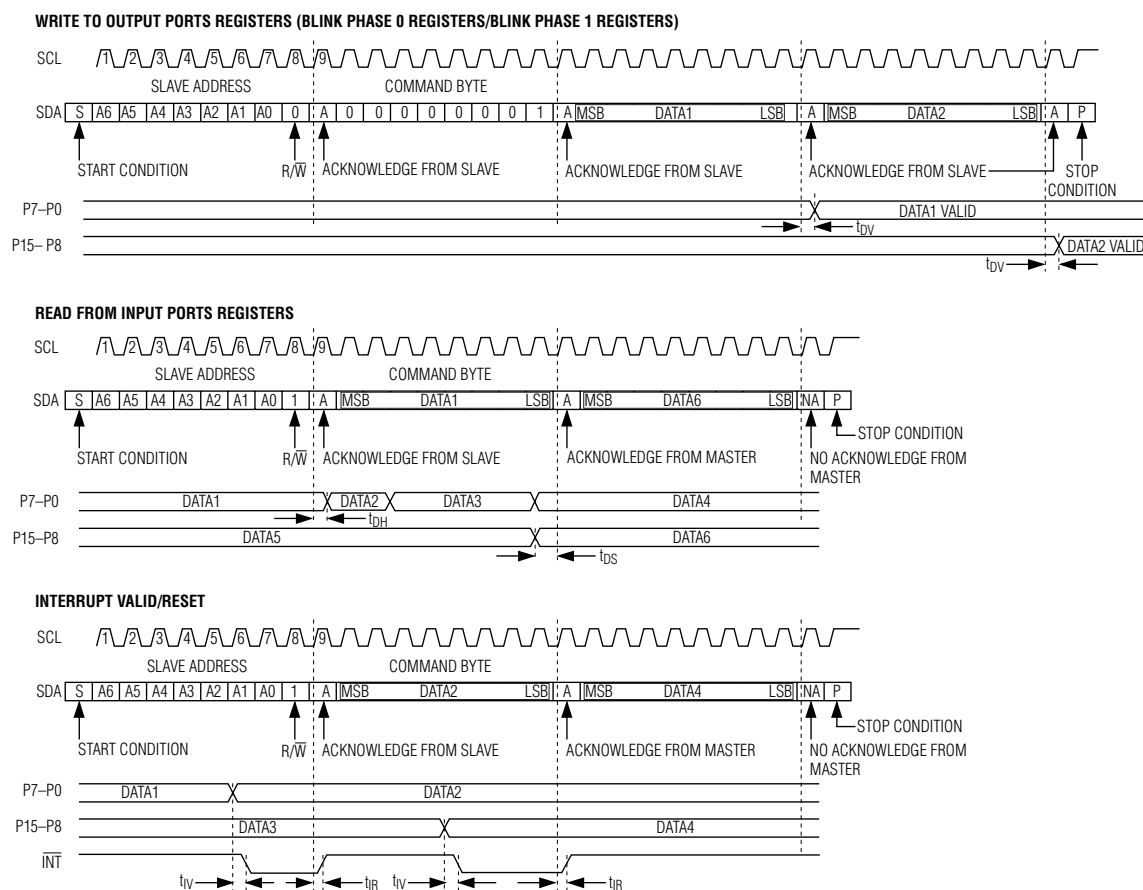 WRITE TO OUTPUT PORTS REGISTERS (BLINK PHASE 0 REGISTERS/BLINK PHASE 1 REGISTERS)
SCL 1 2 3 4 5 6 7 8 9
SLAVE ADDRESS COMMAND BYTE
SDA S A6 A5 A4 A3 A2 A1 A0 0 A 0 0 0 0 0 0 0 1 A MSB DATA1 LSB A MSB DATA2 LSB A P
START CONDITION R/W̅ ACKNOWLEDGE FROM SLAVE ACKNOWLEDGE FROM SLAVE ACKNOWLEDGE FROM SLAVE STOP
CONDITION
P7–P0 DATA1 VALID
tDV
P15– P8 DATA2 VALID
tDV
READ FROM INPUT PORTS REGISTERS
SCL 1 2 3 4 5 6 7 8 9
SLAVE ADDRESS COMMAND BYTE
SDA S A6 A5 A4 A3 A2 A1 A0 1 A MSB DATA1 LSB A MSB DATA6 LSB NA P
STOP CONDITION
START CONDITION R/W̅ ACKNOWLEDGE FROM SLAVE ACKNOWLEDGE FROM MASTER NO ACKNOWLEDGE FROM
MASTER
P7–P0 DATA1 DATA2 DATA3 DATA4
tDH
P15–P8 DATA5 DATA6
tDS
INTERRUPT VALID/RESET
SCL 1 2 3 4 5 6 7 8 9
SLAVE ADDRESS COMMAND BYTE
SDA S A6 A5 A4 A3 A2 A1 A0 1 A MSB DATA2 LSB A MSB DATA4 LSB NA P
STOP CONDITION
START CONDITION R/W̅ ACKNOWLEDGE FROM SLAVE ACKNOWLEDGE FROM MASTER NO ACKNOWLEDGE FROM
MASTER
P7–P0 DATA1 DATA2
P15–P8 DATA3 DATA4
I̅N̅T̅
tIV tIR tIV tIR